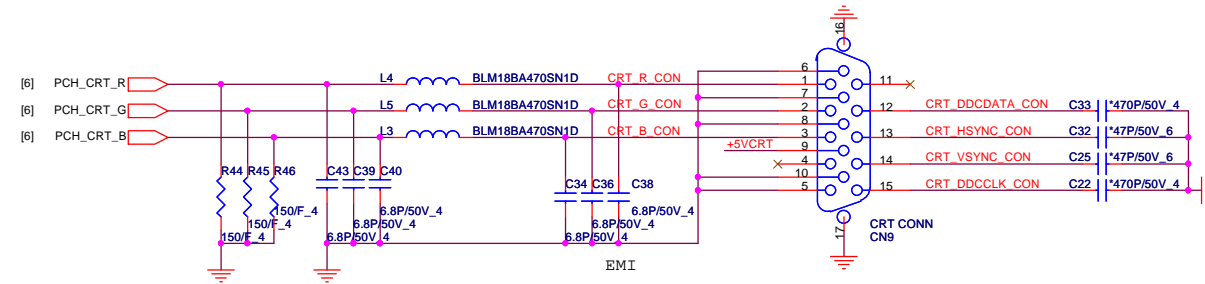 16
6
[6] PCH_CRT_R L4 BLM18BA470SN1D CRT_R_CON 1 11
7
[6] PCH_CRT_G L5 BLM18BA470SN1D CRT_G_CON 2 12 CRT_DDCDATA_CON C33 *470P/50V_4
8
[6] PCH_CRT_B L3 BLM18BA470SN1D CRT_B_CON 3 13 CRT_HSYNC_CON C32 *47P/50V_6
+5VCRT 9
4 14 CRT_VSYNC_CON C25 *47P/50V_6
R44 R45 R46 C43 C39 C40 10
C34 C36 C38 5 15 CRT_DDCCLK_CON C22 *470P/50V_4
150/F_4 6.8P/50V_4 6.8P/50V_4
150/F_4 6.8P/50V_4 6.8P/50V_4 17 CRT CONN
150/F_4 6.8P/50V_4 6.8P/50V_4 CN9
EMI